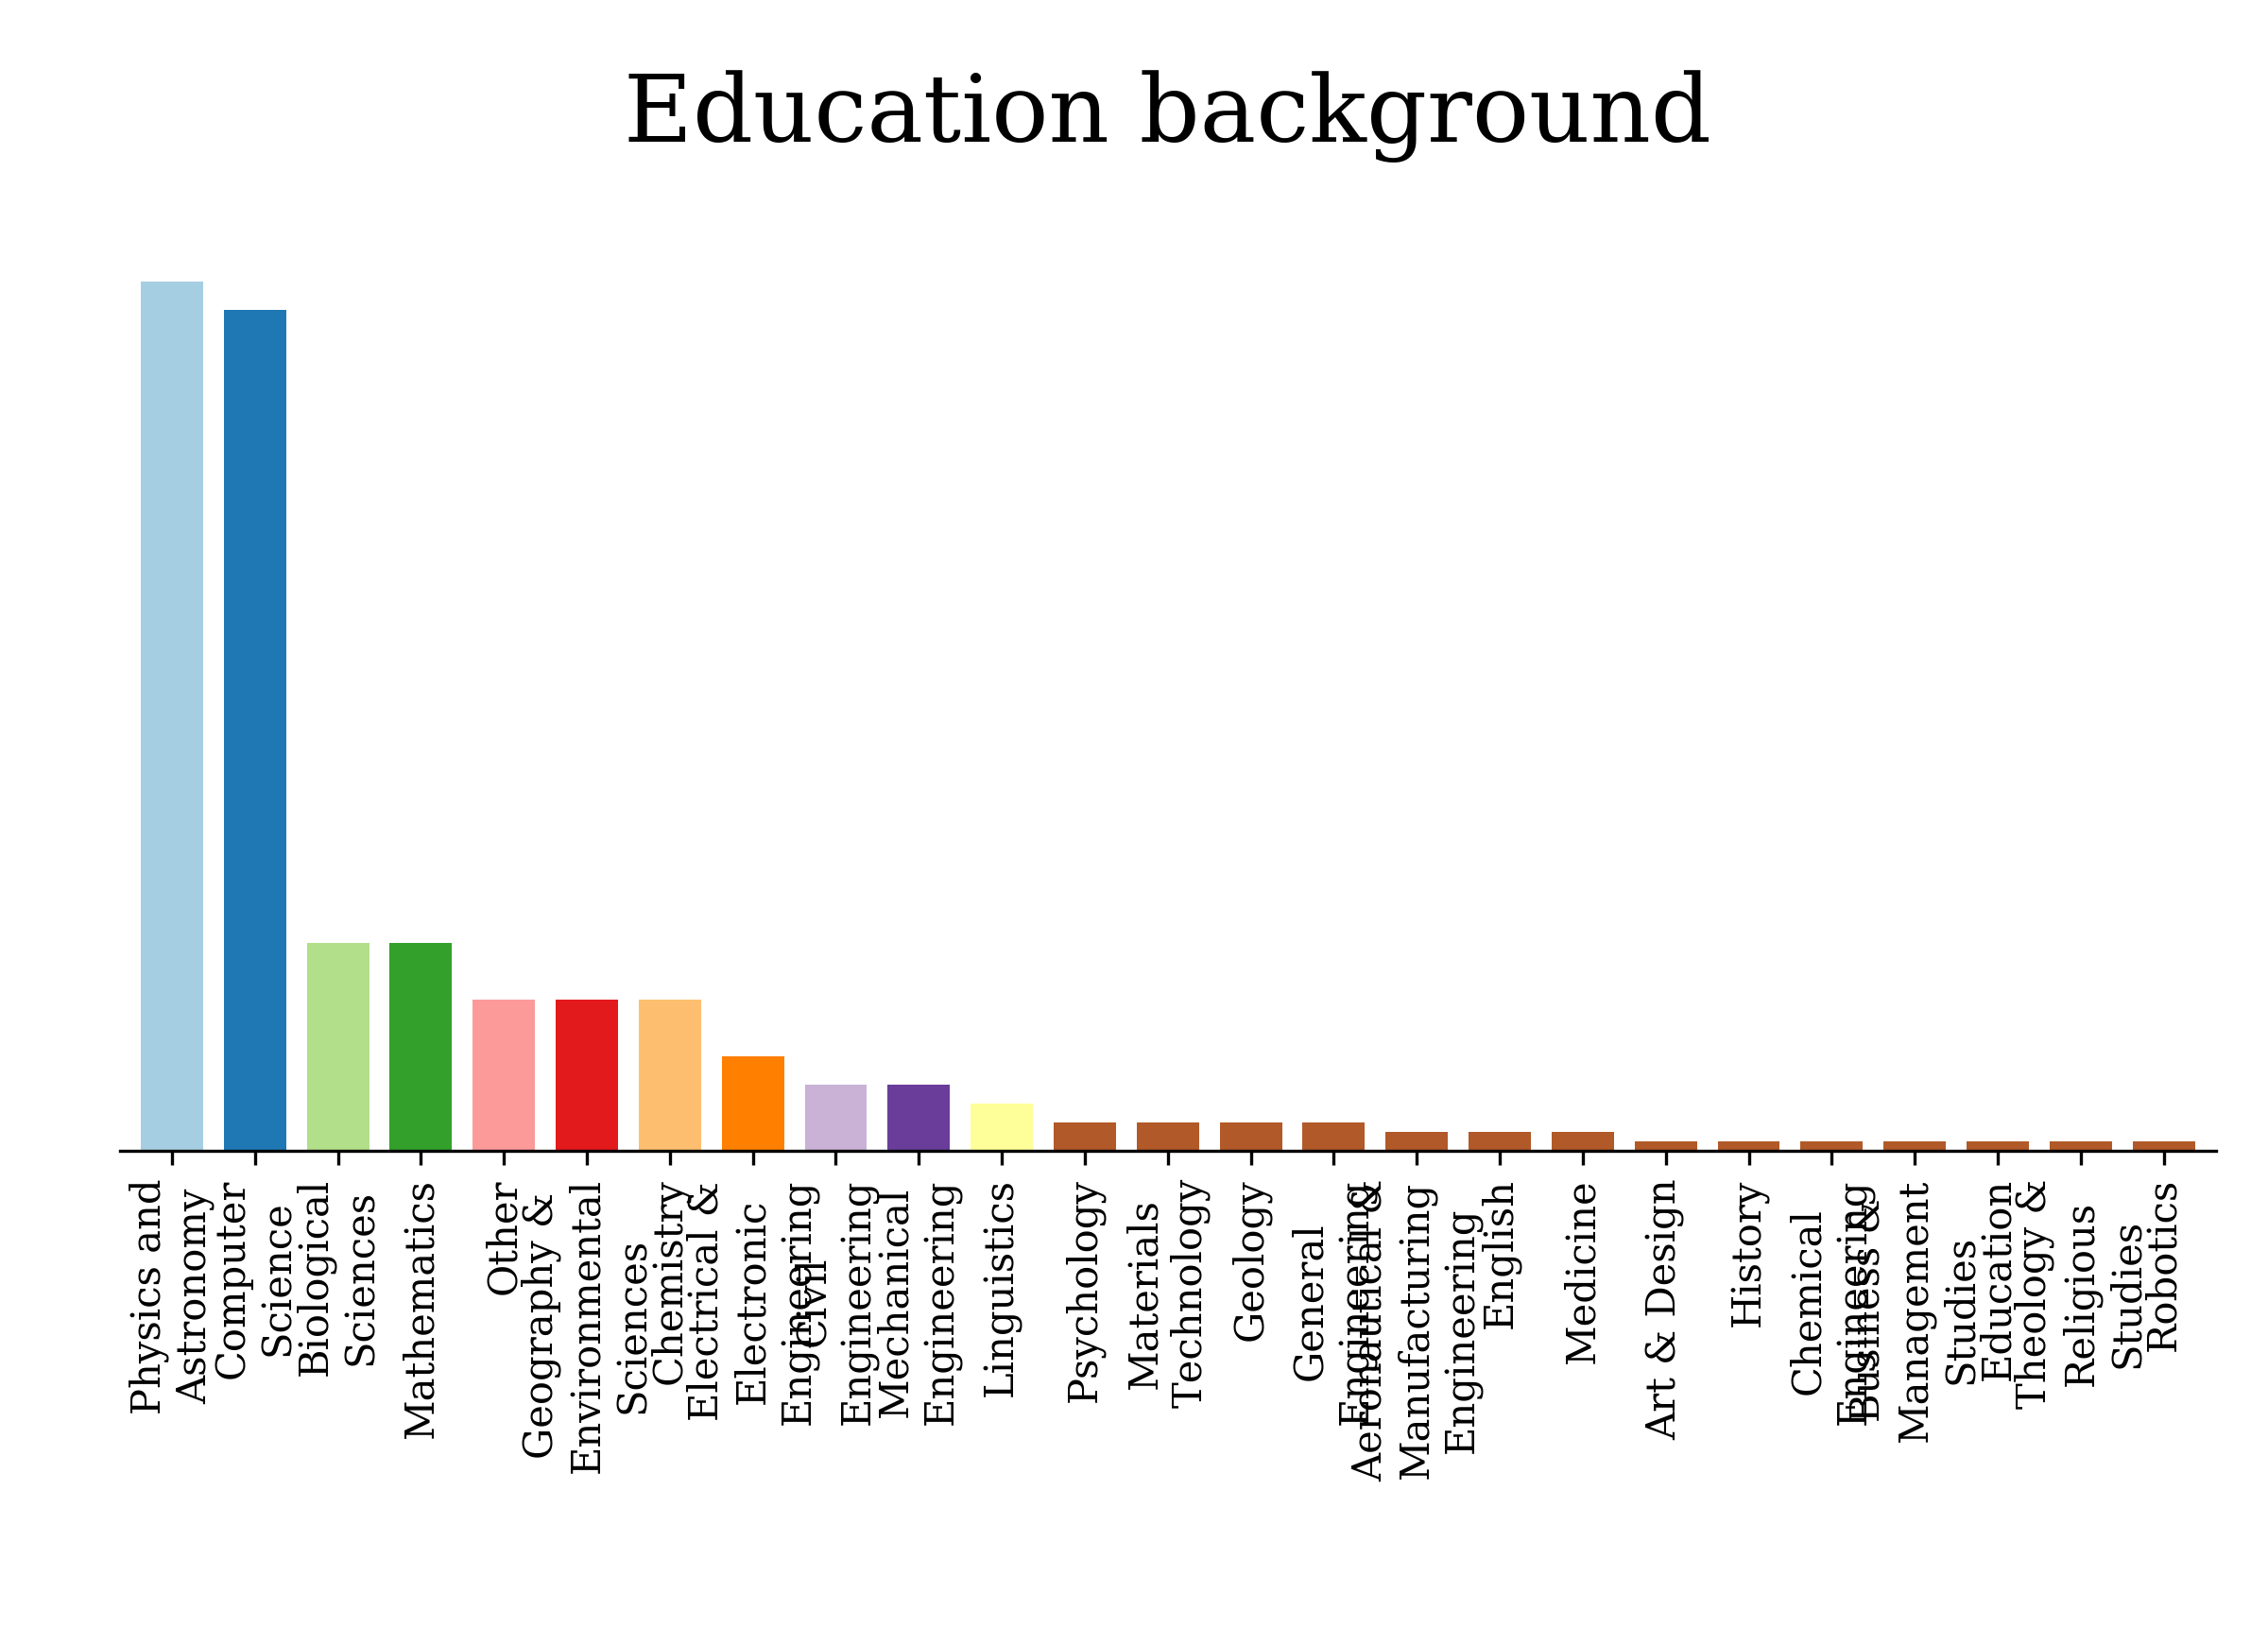 Education background
Physics and
Astronomy
Computer
Science
Biological
Sciences
Mathematics
Other
Geography &
Environmental
Sciences
Chemistry
Electrical &
Electronic
Engineering
Civil
Engineering
Mechanical
Engineering
Linguistics
Psychology
Materials
Technology
Geology
General
Engineering
Aeronautical &
Manufacturing
Engineering
English
Medicine
Art & Design
History
Chemical
Engineering
Business &
Management
Studies
Education
Theology &
Religious
Studies
Robotics